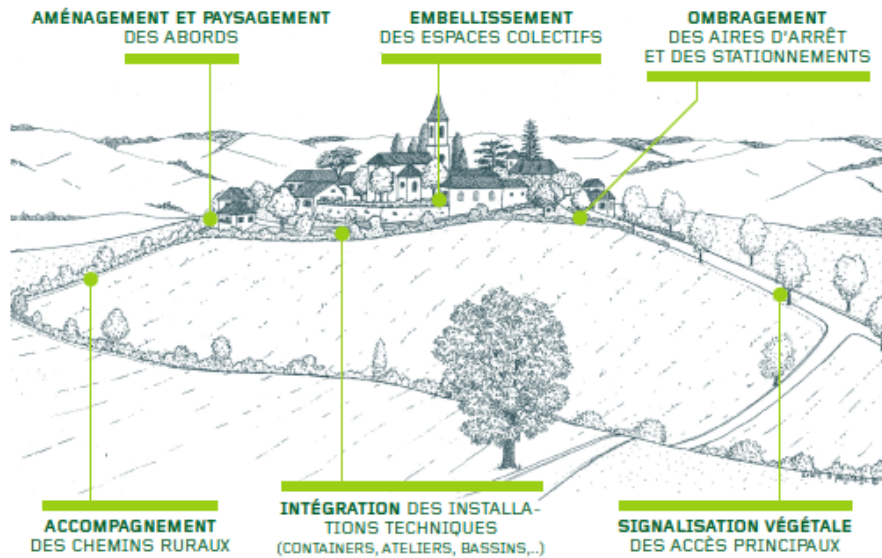 AMÉNAGEMENT ET PAYSAGEMENT
DES ABORDS
EMBELLISSEMENT
DES ESPACES COLECTIFS
OMBRAGEMENT
DES AIRES D'ARRÊT
ET DES STATIONNEMENTS
ACCOMPAGNEMENT
DES CHEMINS RURAUX
INTÉGRATION DES INSTALLA-
TIONS TECHNIQUES
(CONTAINERS, ATELIERS, BASSINS,..)
SIGNALISATION VÉGÉTALE
DES ACCÈS PRINCIPAUX